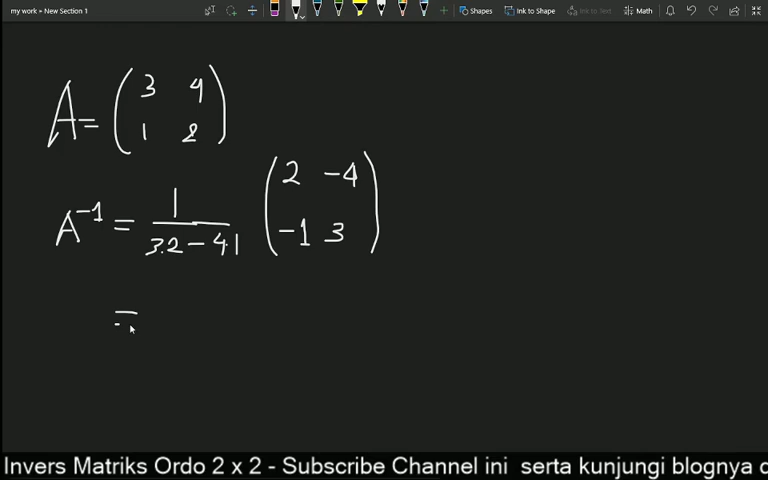 my work > New Section 1
Shapes Ink to Shape Ink to Text Math
A = ( 3 4
1 2 )
A⁻¹ = 1 / 3.2 - 4.1 ( 2 -4
-1 3 )
=
Invers Matriks Ordo 2 x 2 - Subscribe Channel ini serta kunjungi blognya d